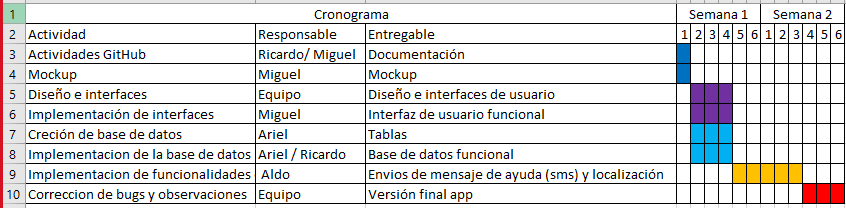 1 Cronograma Semana 1 Semana 2
2 Actividad Responsable Entregable 1 2 3 4 5 6 1 2 3 4 5 6
3 Actividades GitHub Ricardo/ Miguel Documentación
4 Mockup Miguel Mockup
5 Diseño e interfaces Equipo Diseño e interfaces de usuario
6 Implementación de interfaces Miguel Interfaz de usuario funcional
7 Creción de base de datos Ariel Tablas
8 Implementacion de la base de datos Ariel / Ricardo Base de datos funcional
9 Implementacion de funcionalidades Aldo Envios de mensaje de ayuda (sms) y localización
10 Correccion de bugs y observaciones Equipo Versión final app